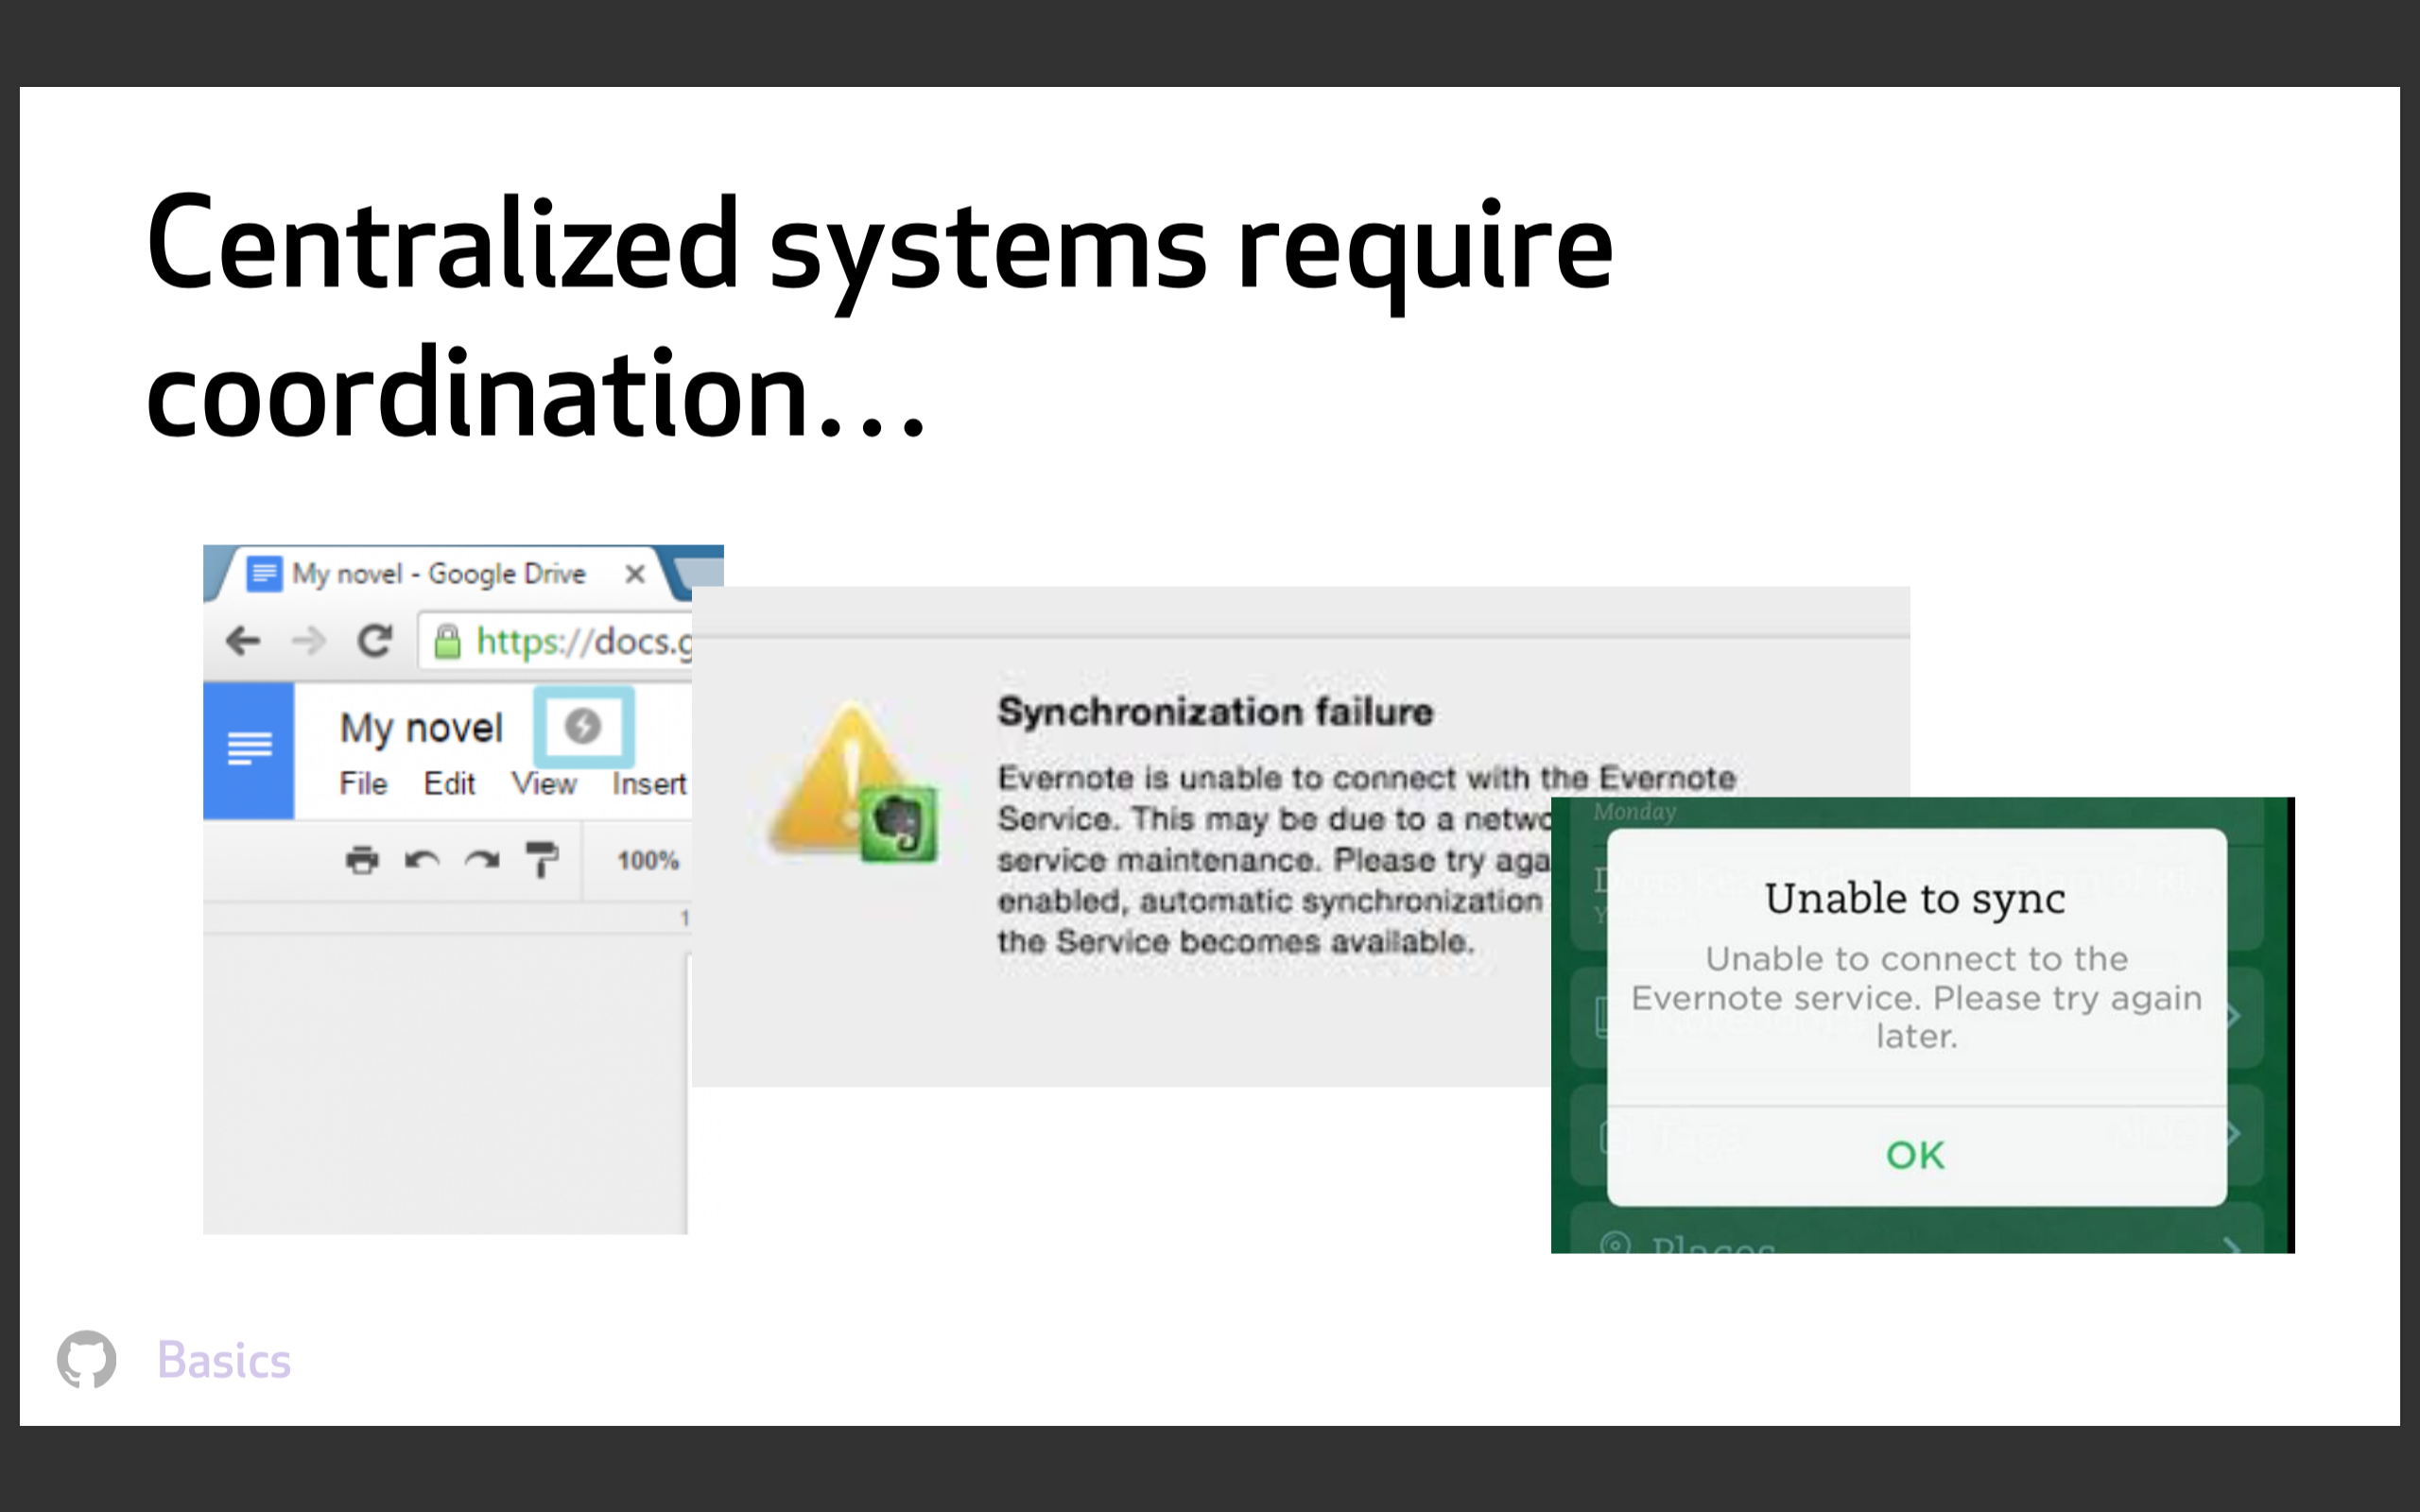 Centralized systems require
coordination...
My novel - Google Drive
https://docs.g
My novel
File Edit View Insert
100%
1
Synchronization failure
Evernote is unable to connect with the Evernote
Service. This may be due to a netwo
service maintenance. Please try aga
enabled, automatic synchronization
the Service becomes available.
Monday
Unable to sync
Unable to connect to the
Evernote service. Please try again
later.
OK
Places
Basics